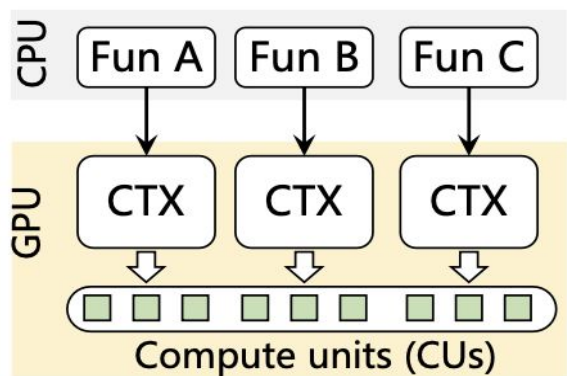 CPU
Fun A
Fun B
Fun C
GPU
CTX
CTX
CTX
Compute units (CUs)